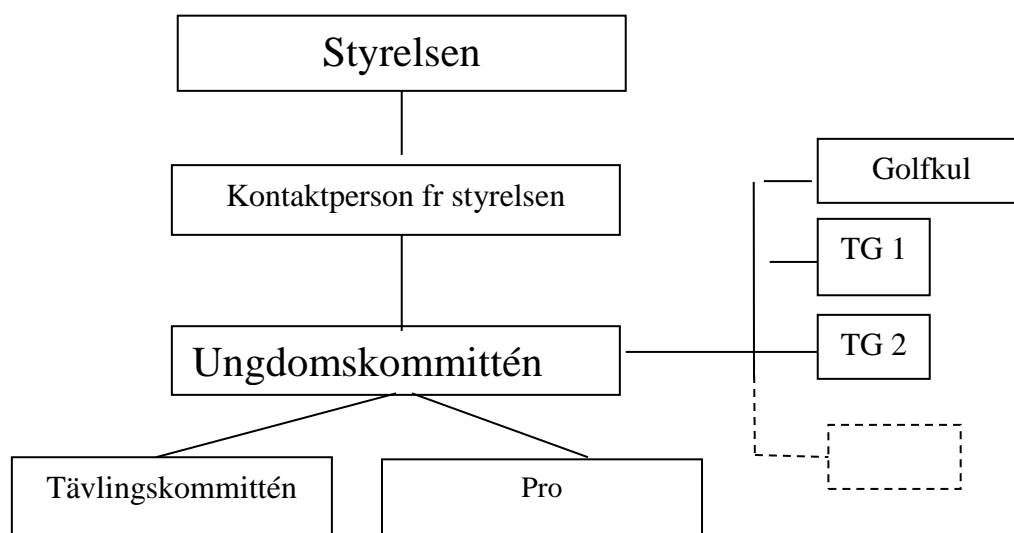 Styrelsen
Kontaktperson fr styrelsen
Golfkul
TG 1
Ungdomskommittén
TG 2
Tävlingskommittén
Pro